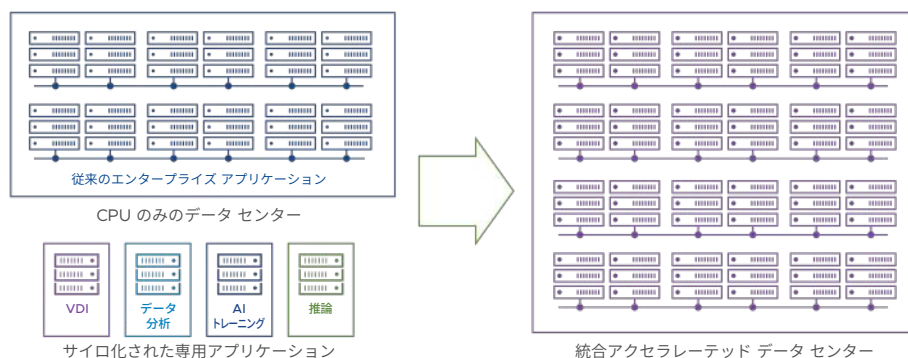 従来のエンタープライズ アプリケーション
CPU のみのデータ センター
VDI
データ
分析
AI
トレーニング
推論
サイロ化された専用アプリケーション
統合アクセラレーテッド データ センター